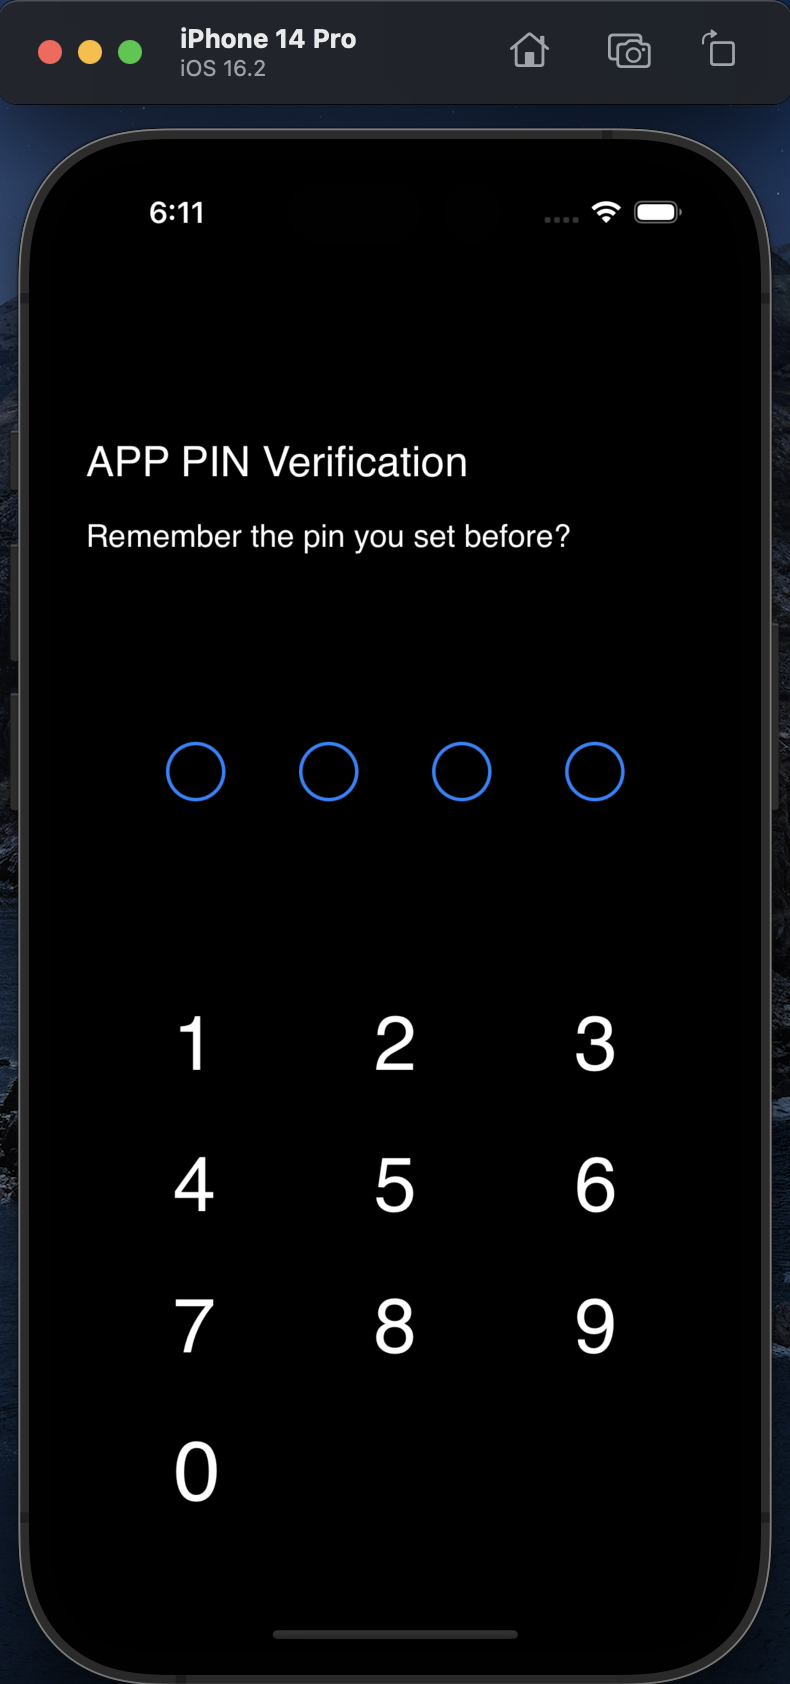 iPhone 14 Pro
iOS 16.2
6:11
APP PIN Verification
Remember the pin you set before?
1 2 3
4 5 6
7 8 9
0